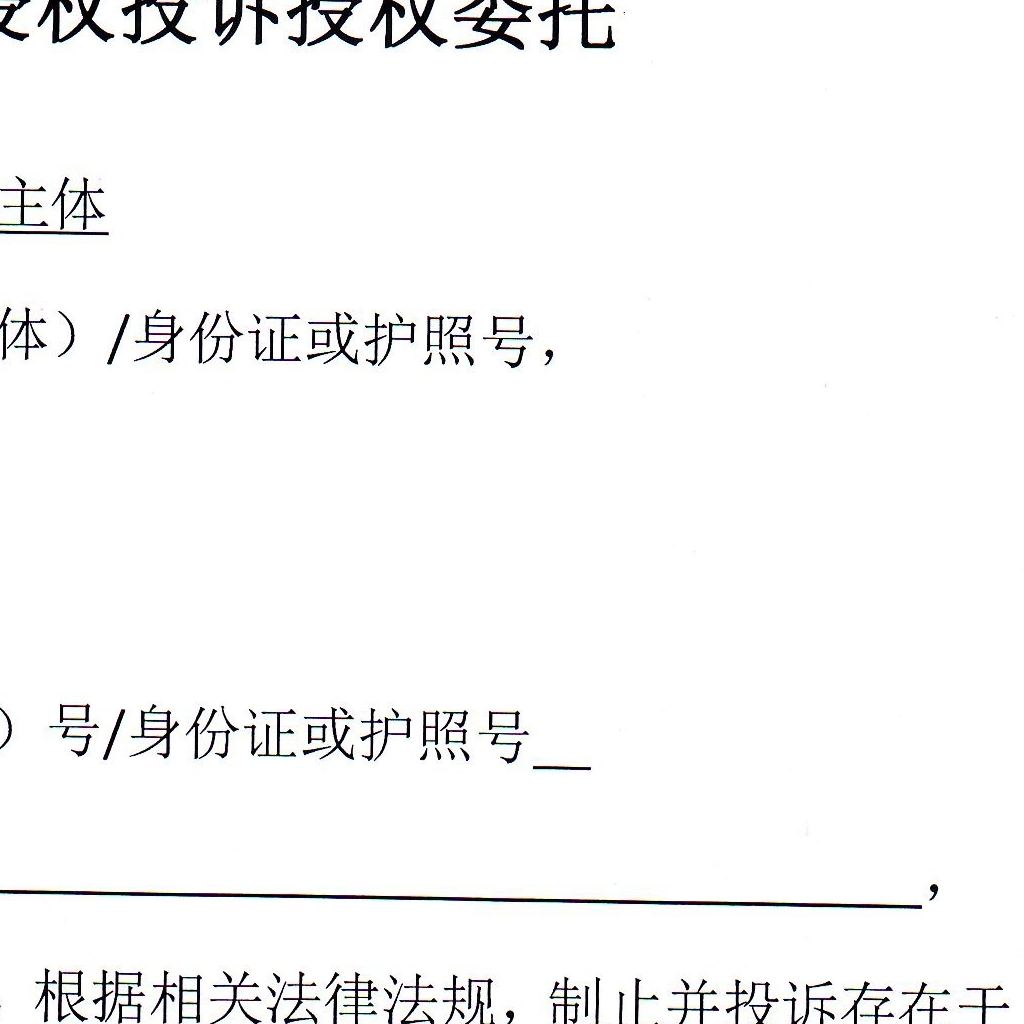 授权投诉授权委托
主体
体）/身份证或护照号，
）号/身份证或护照号__
，
根据相关法律法规，制止并投诉存在于